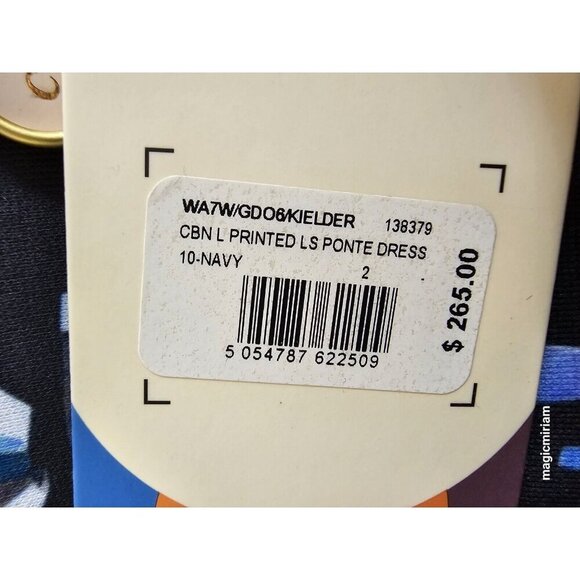 WA7W/GDO6/KIELDER 138379
CBN L PRINTED LS PONTE DRESS
10-NAVY 2
5 054787 622509
$ 265.00
magicmiriam